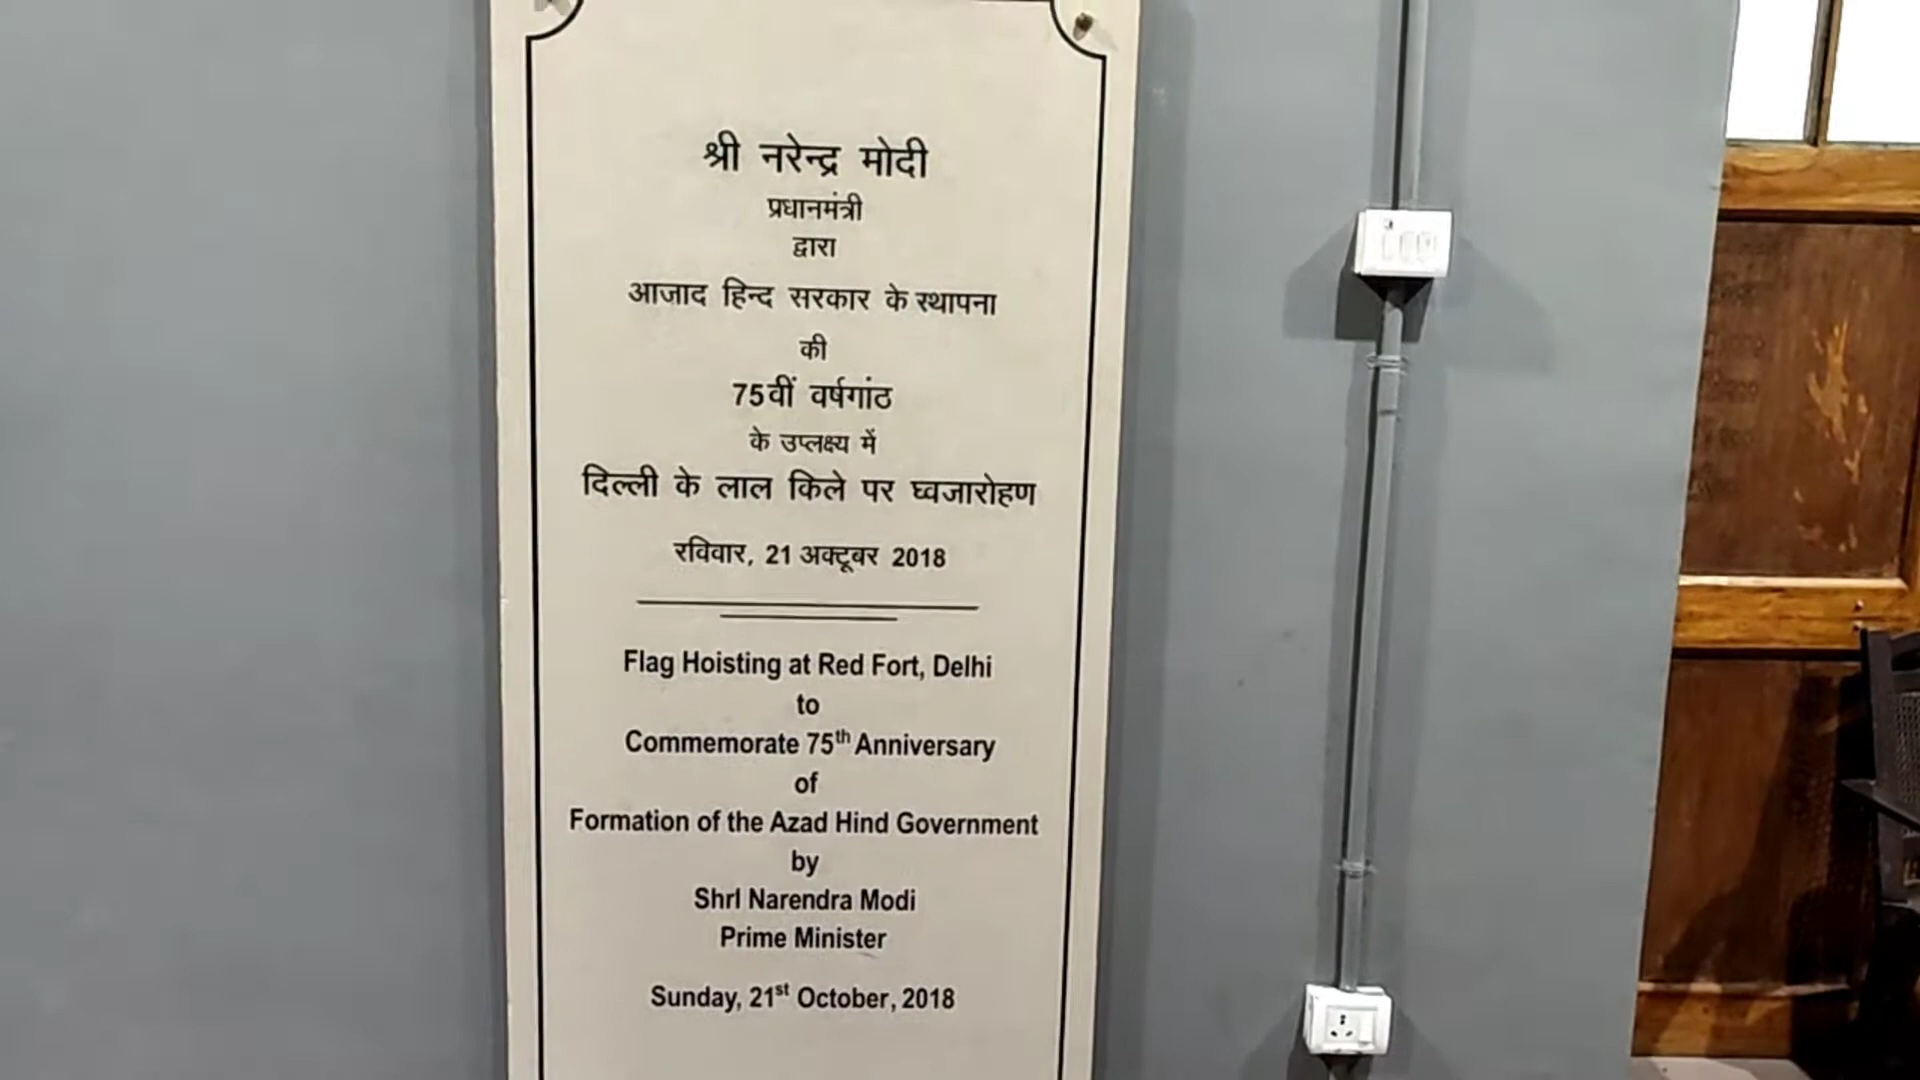 श्री नरेन्द्र मोदी
प्रधानमंत्री
द्वारा
आज़ाद हिन्द सरकार के स्थापना
की
75वीं वर्षगांठ
के उप्लक्ष्य में
दिल्ली के लाल किले पर घ्वजारोहण
रविवार, 21 अक्टूबर 2018
Flag Hoisting at Red Fort, Delhi
to
Commemorate 75th Anniversary
of
Formation of the Azad Hind Government
by
ShrI Narendra Modi
Prime Minister
Sunday, 21st October, 2018